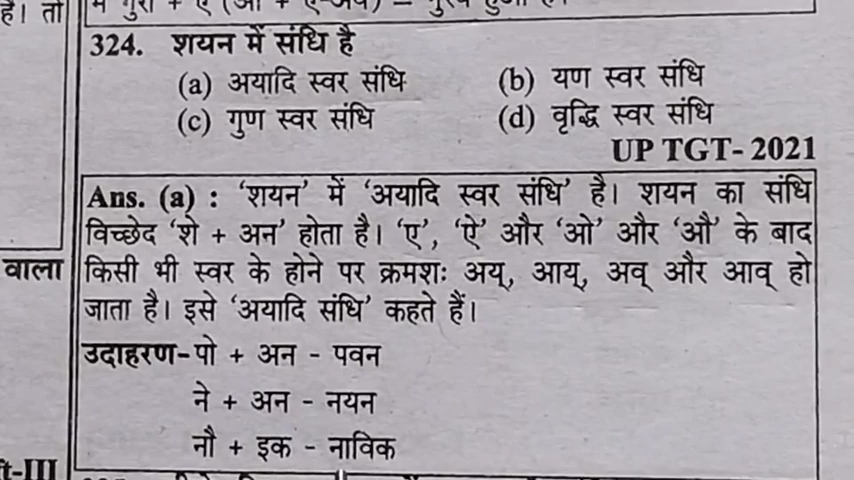 है। तो
324. शयन में संधि है
(a) अयादि स्वर संधि (b) यण स्वर संधि
(c) गुण स्वर संधि (d) वृद्धि स्वर संधि
UP TGT- 2021
Ans. (a) : ‘शयन’ में ‘अयादि स्वर संधि’ है। शयन का संधि
विच्छेद ‘शे + अन’ होता है। ‘ए’, ‘ऐ’ और ‘ओ’ और ‘औ’ के बाद
वाला
किसी भी स्वर के होने पर क्रमशः अय्, आय्, अव् और आव् हो
जाता है। इसे ‘अयादि संधि’ कहते हैं।
उदाहरण-पो + अन - पवन
ने + अन - नयन
नौ + इक - नाविक